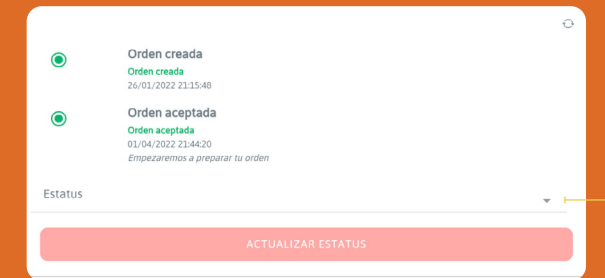 Orden creada
Orden creada
26/01/2022 21:15:48
Orden aceptada
Orden aceptada
01/04/2022 21:44:20
Empezaremos a preparar tu orden
Estatus
ACTUALIZAR ESTATUS